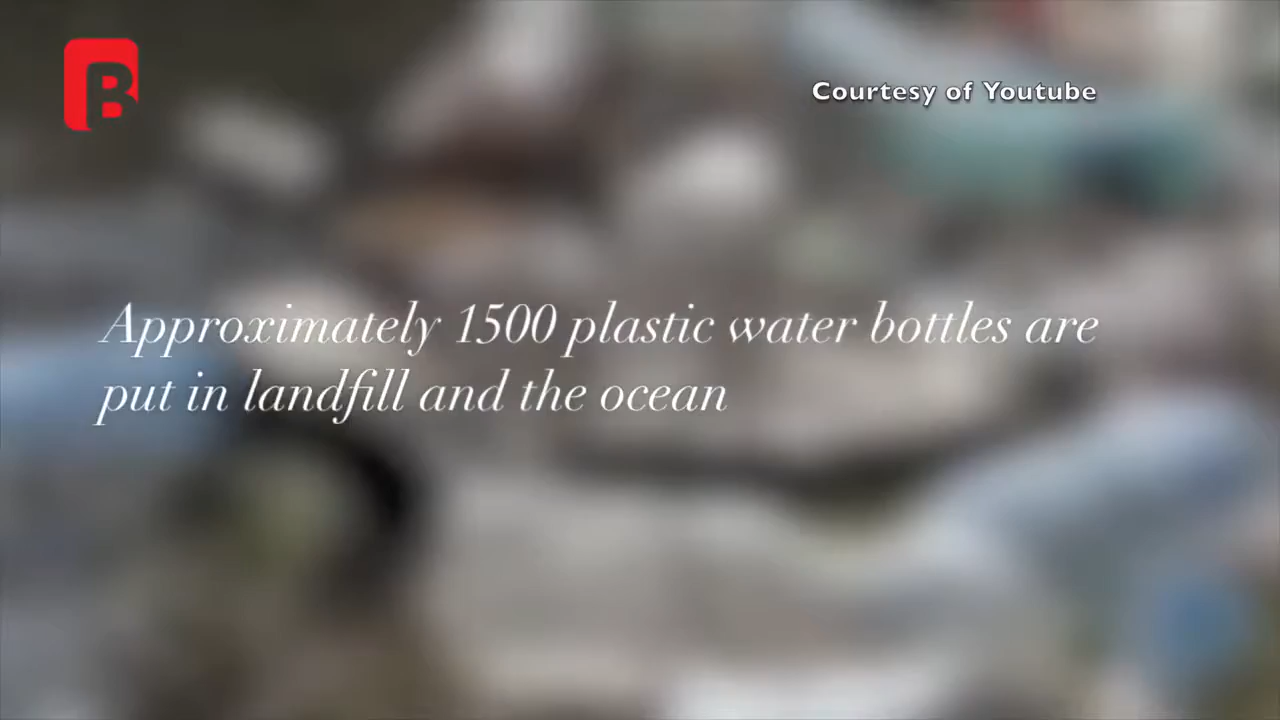 B
Courtesy of Youtube
Approximately 1500 plastic water bottles are
put in landfill and the ocean